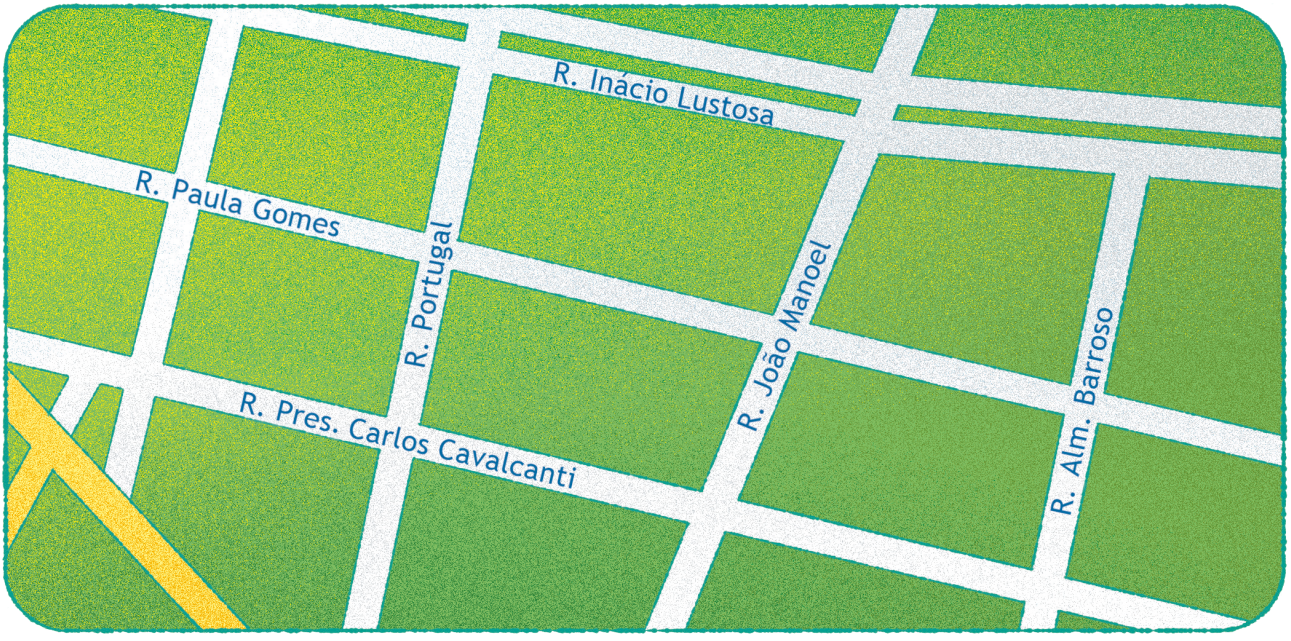 R. Inácio Lustosa
R. Paula Gomes
R. Portugal
R. João Manoel
R. Alm. Barroso
R. Pres. Carlos Cavalcanti